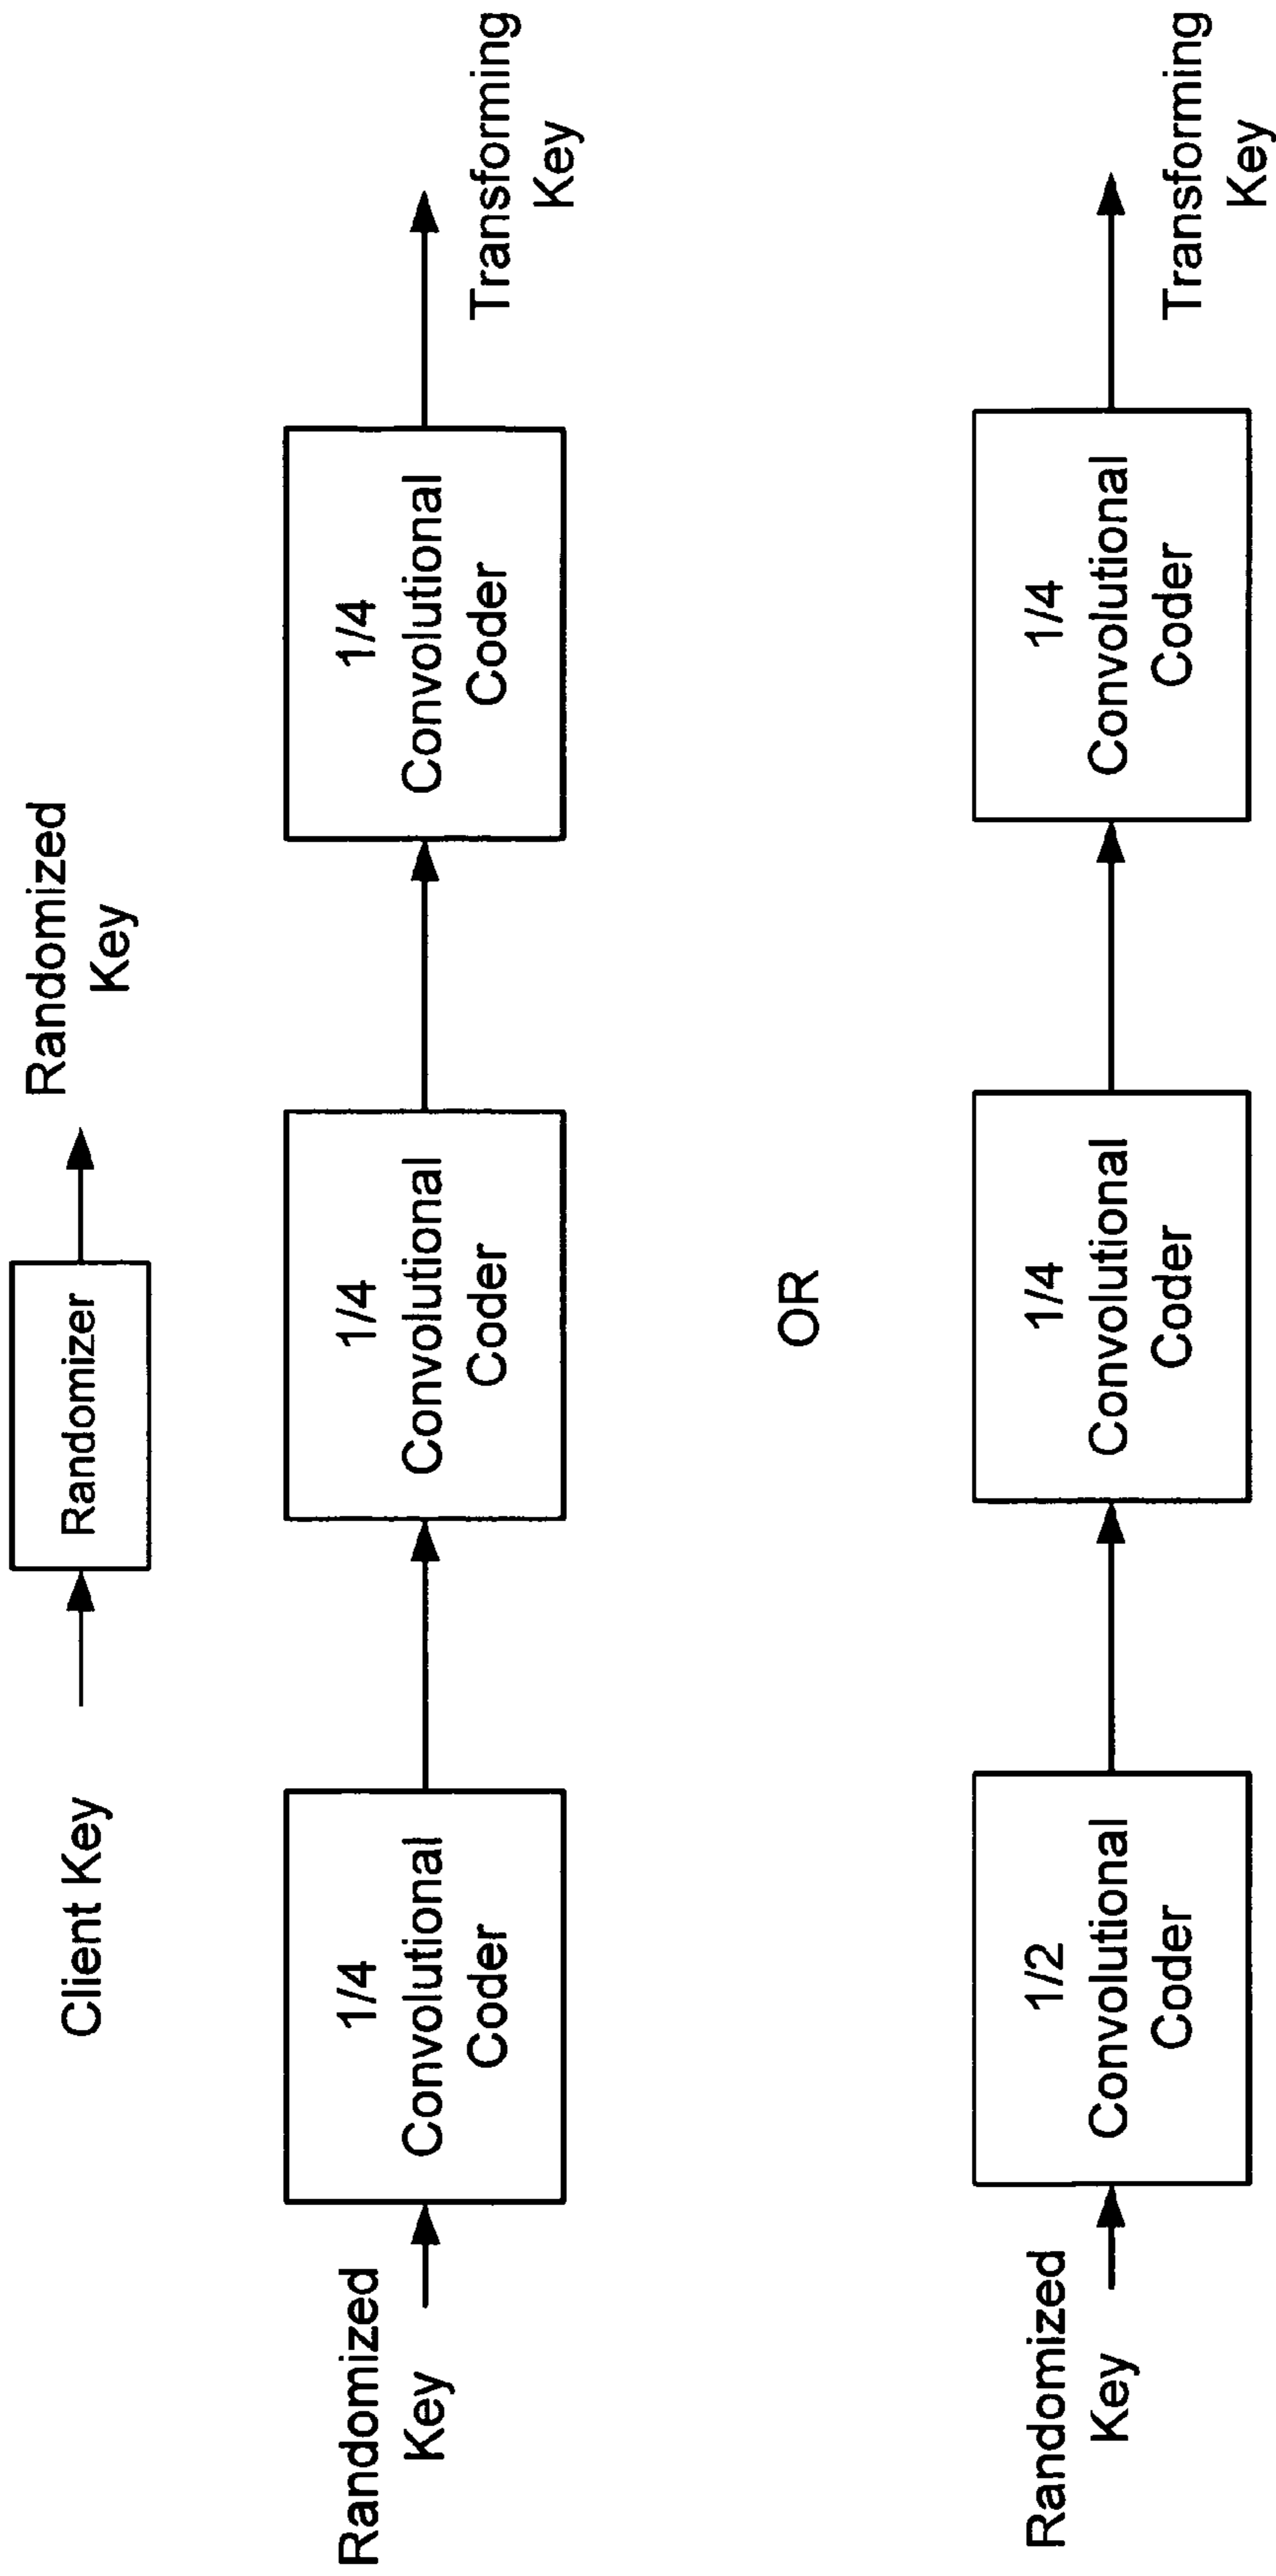 Client Key
Randomizer
Randomized
Key
Randomized
Key
1/4
Convolutional
Coder
1/4
Convolutional
Coder
1/4
Convolutional
Coder
Transforming
Key
OR
Randomized
Key
1/2
Convolutional
Coder
1/4
Convolutional
Coder
1/4
Convolutional
Coder
Transforming
Key